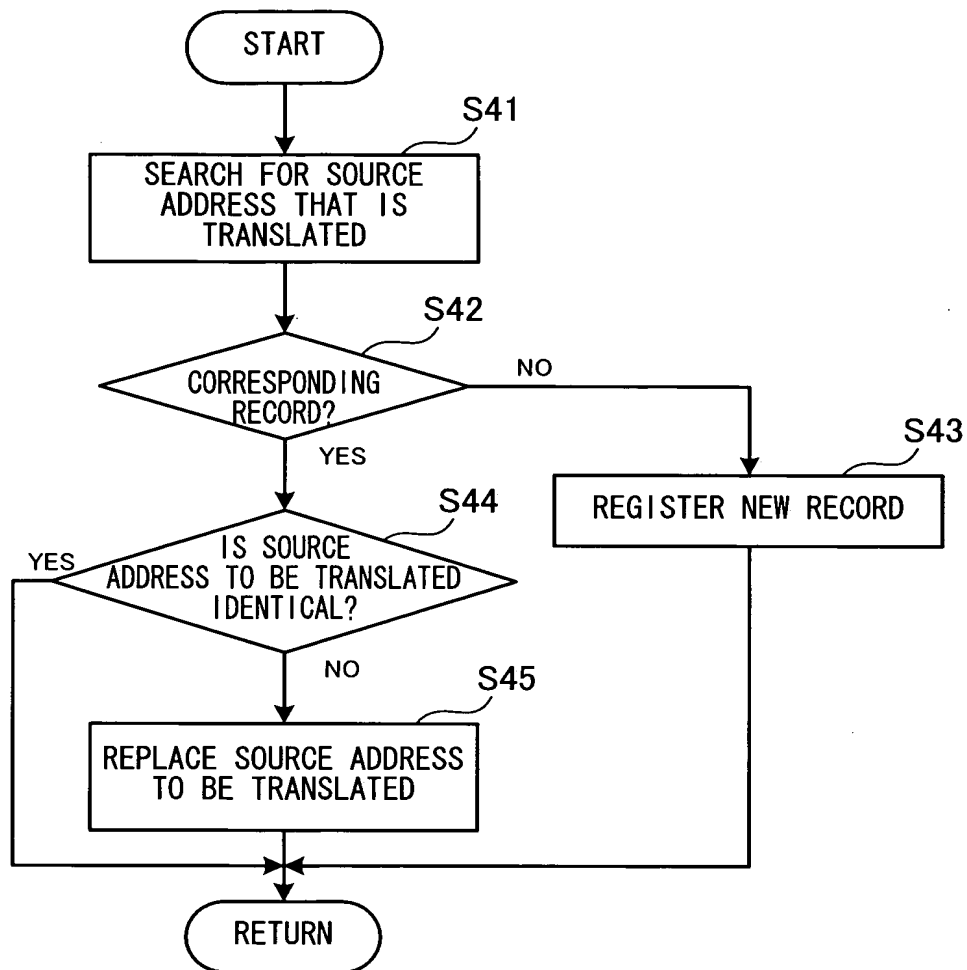 START
S41
SEARCH FOR SOURCE
ADDRESS THAT IS
TRANSLATED
S42
CORRESPONDING
RECORD?
NO
YES
S43
REGISTER NEW RECORD
S44
YES
IS SOURCE
ADDRESS TO BE TRANSLATED
IDENTICAL?
NO
S45
REPLACE SOURCE ADDRESS
TO BE TRANSLATED
RETURN